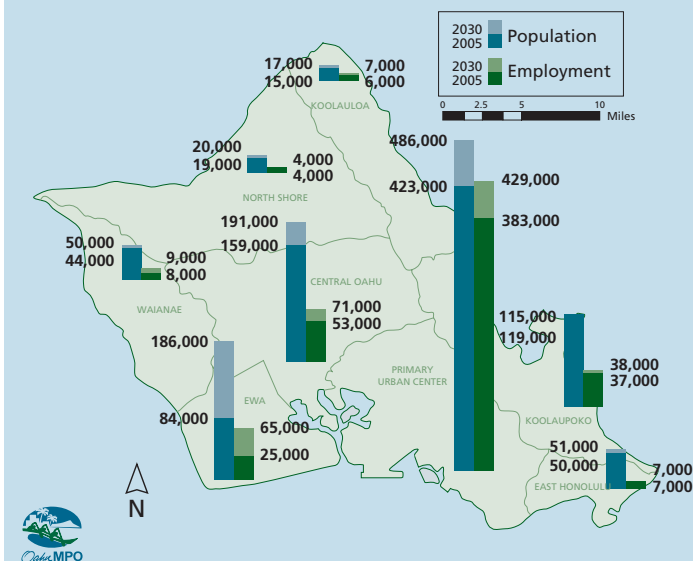 2030
2005
Population
2030
2005
Employment
0 2.5 5 10
Miles
17,000
15,000
7,000
6,000
KOOLAULOA
20,000
19,000
4,000
4,000
NORTH SHORE
486,000
423,000
429,000
383,000
191,000
159,000
71,000
53,000
CENTRAL OAHU
50,000
44,000
9,000
8,000
WAIANAE
186,000
84,000
65,000
25,000
EWA
PRIMARY
URBAN CENTER
115,000
119,000
38,000
37,000
KOOLAUPOKO
51,000
50,000
7,000
7,000
EAST HONOLULU
N
OahuMPO